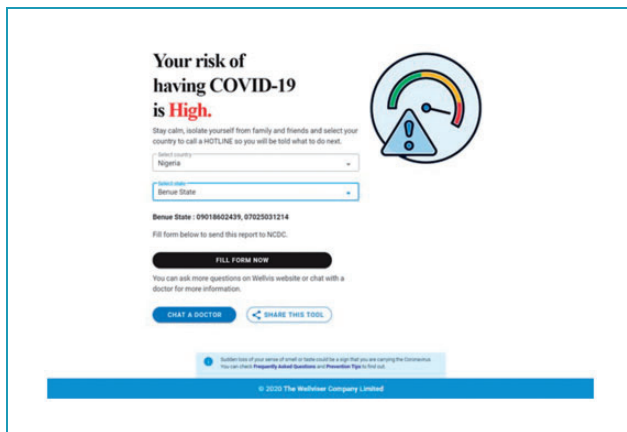 Your risk of
having COVID-19
is High.
Stay calm, isolate yourself from family and friends and select your
country to call a HOTLINE so you will be told what to do next.
Select country
Nigeria
Select state
Benue State
Benue State : 09018602439, 07025031214
Fill form below to send this report to NCDC.
FILL FORM NOW
You can ask more questions on Wellvis website or chat with a
doctor for more information.
CHAT A DOCTOR
SHARE THIS TOOL
Sudden loss of your sense of smell or taste could be a sign that you are carrying the Coronavirus.
You can check Frequently Asked Questions and Prevention Tips to find out.
© 2020 The Wellviser Company Limited